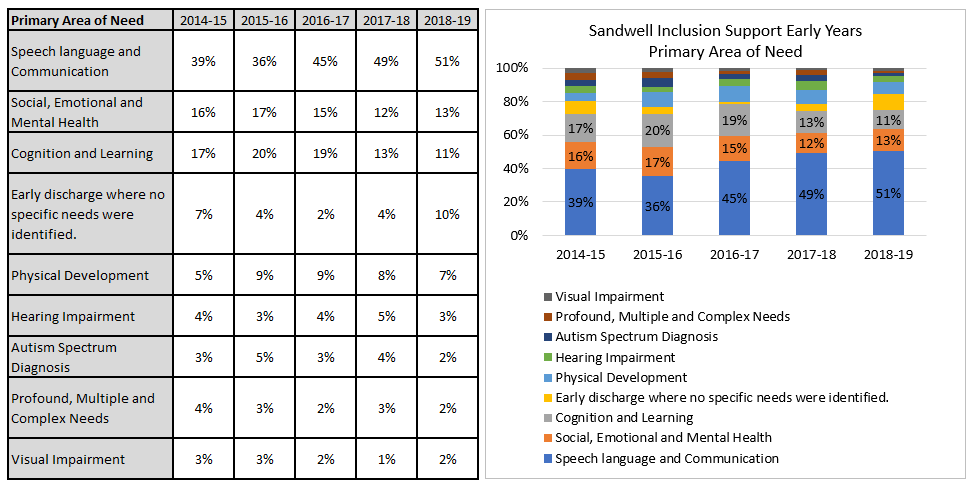 Primary Area of Need 2014-15 2015-16 2016-17 2017-18 2018-19
Speech language and
Communication 39% 36% 45% 49% 51%
Social, Emotional and
Mental Health 16% 17% 15% 12% 13%
Cognition and Learning 17% 20% 19% 13% 11%
Early discharge where no
specific needs were
identified. 7% 4% 2% 4% 10%
Physical Development 5% 9% 9% 8% 7%
Hearing Impairment 4% 3% 4% 5% 3%
Autism Spectrum
Diagnosis 3% 5% 3% 4% 2%
Profound, Multiple and
Complex Needs 4% 3% 2% 3% 2%
Visual Impairment 3% 3% 2% 1% 2%
Sandwell Inclusion Support Early Years
Primary Area of Need
100%
80%
60%
40%
20%
0%
17% 20% 19% 13% 11%
16% 17% 15% 12% 13%
39% 36% 45% 49% 51%
2014-15 2015-16 2016-17 2017-18 2018-19
Visual Impairment
Profound, Multiple and Complex Needs
Autism Spectrum Diagnosis
Hearing Impairment
Physical Development
Early discharge where no specific needs were identified.
Cognition and Learning
Social, Emotional and Mental Health
Speech language and Communication